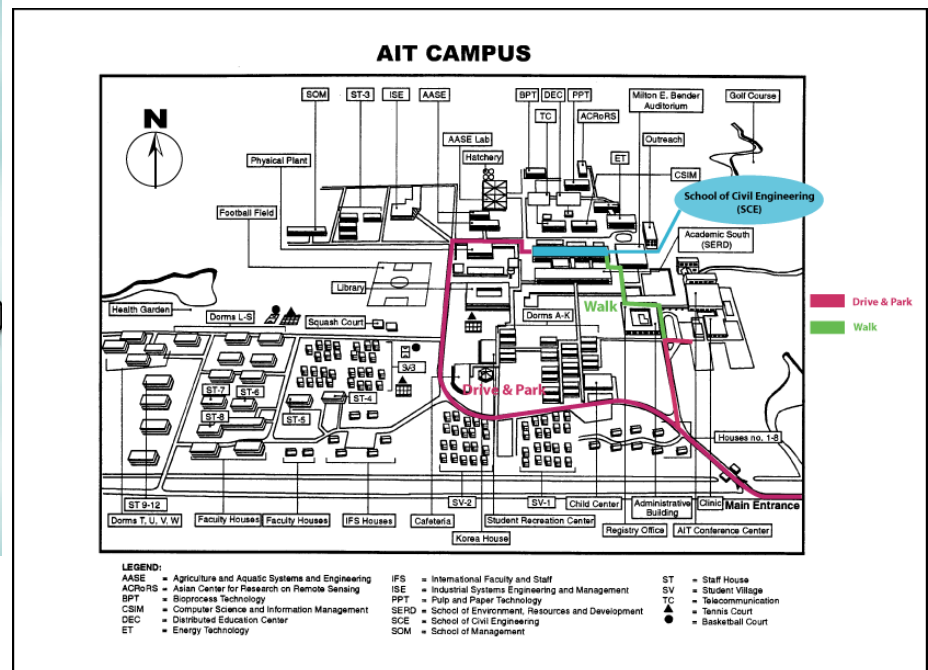 AIT CAMPUS
N
SOM
ST-3
ISE
AASE
BPT
DEC
PPT
Milton E. Bender
Auditorium
Golf Course
TC
ACRoRS
AASE Lab
Outreach
Hatchery
ET
Physical Plant
CSIM
School of Civil Engineering
(SCE)
Football Field
Academic South
(SERD)
Library
Health Garden
Walk
Drive & Park
Walk
Dorms L-S
Squash Court
Dorms A-K
SV3
ST-7
ST-6
ST-4
Drive & Park
ST-8
ST-5
Houses no. 1-8
ST 9-12
SV-2
SV-1
Child Center
Administrative
Building
Clinic
Main Entrance
Dorms T, U, V, W
Faculty Houses
Faculty Houses
IFS Houses
Cafeteria
Student Recreation Center
Korea House
Registry Office
AIT Conference Center
LEGEND:
AASE = Agriculture and Aquatic Systems and Engineering
ACRoRS = Asian Center for Research on Remote Sensing
BPT = Bioprocess Technology
CSIM = Computer Science and Information Management
DEC = Distributed Education Center
ET = Energy Technology
IFS = International Faculty and Staff
ISE = Industrial Systems Engineering and Management
PPT = Pulp and Paper Technology
SERD = School of Environment, Resources and Development
SCE = School of Civil Engineering
SOM = School of Management
ST = Staff House
SV = Student Village
TC = Telecommunication
▲ = Tennis Court
● = Basketball Court